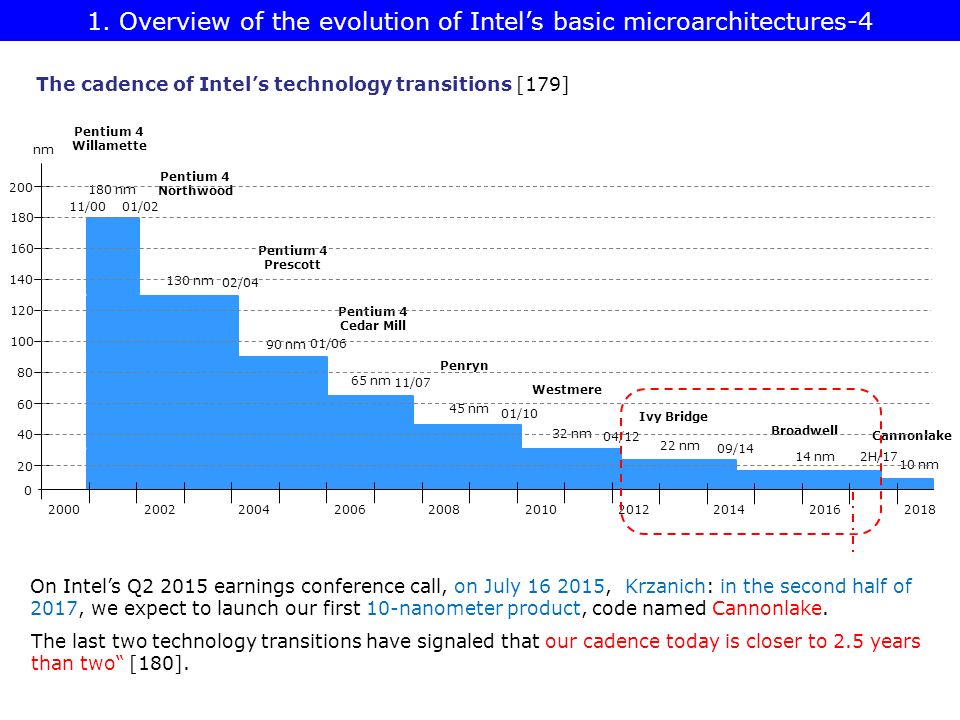 1. Overview of the evolution of Intel’s basic microarchitectures-4
The cadence of Intel’s technology transitions [179]
Pentium 4
Willamette
nm
Pentium 4
Northwood
200
180 nm
11/00
01/02
180
160
Pentium 4
Prescott
140
130 nm
02/04
120
Pentium 4
Cedar Mill
100
90 nm
01/06
80
Penryn
65 nm
11/07
60
45 nm
01/10
Westmere
40
32 nm
04/12
Ivy Bridge
22 nm
09/14
Broadwell
Cannonlake
20
14 nm
2H/17
10 nm
0
2000
2002
2004
2006
2008
2010
2012
2014
2016
2018
On Intel’s Q2 2015 earnings conference call, on July 16 2015, Krzanich: in the second half of
2017, we expect to launch our first 10-nanometer product, code named Cannonlake.
The last two technology transitions have signaled that our cadence today is closer to 2.5 years
than two“ [180].